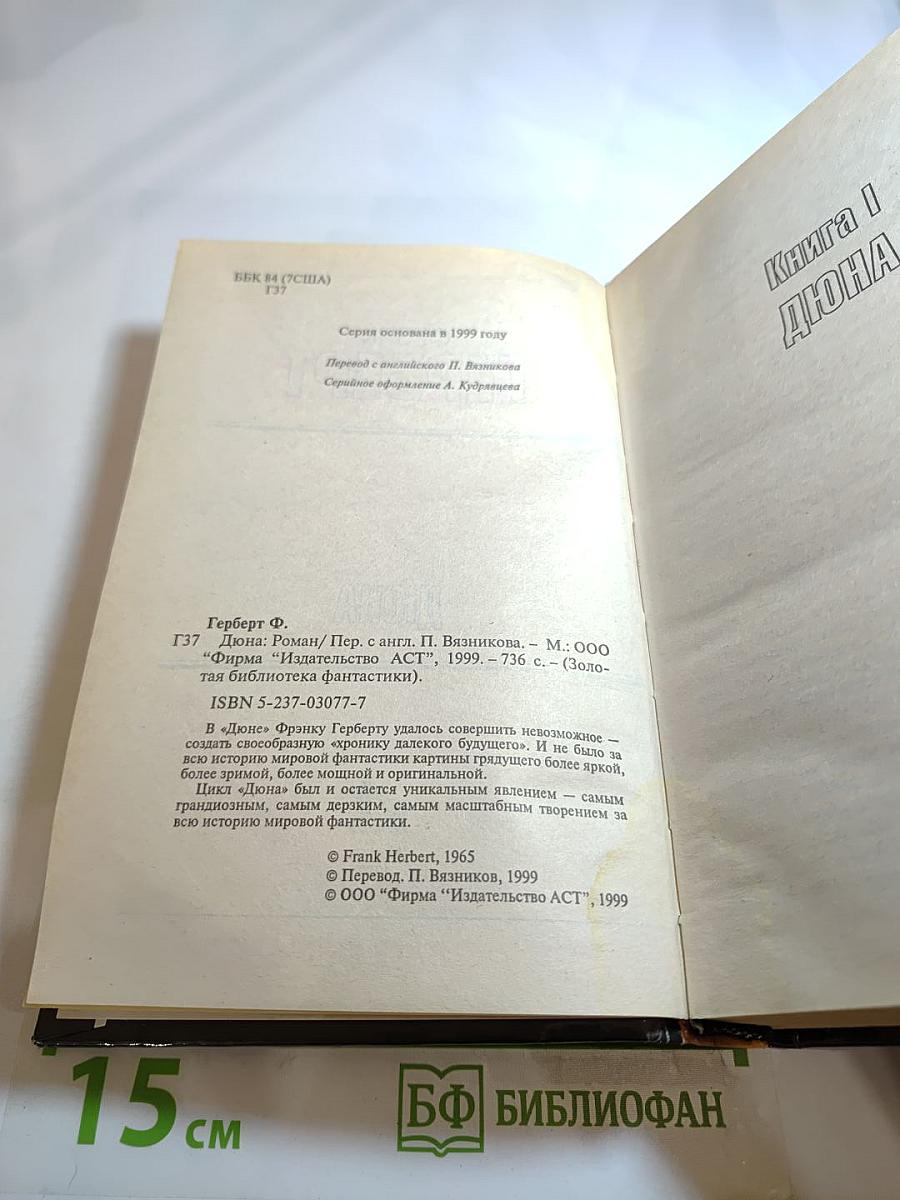 ББК 84 (7США)
Г37
Серия основана в 1999 году
Перевод с английского П. Вязникова
Серийное оформление А. Кудрявцева
Герберт Ф.
Г37 Дюна: Роман/ Пер. с англ. П. Вязникова. – М.: ООО
“Фирма “Издательство АСТ”, 1999. – 736 с. – (Золо-
тая библиотека фантастики).
ISBN 5-237-03077-7
В «Дюне» Фрэнку Герберту удалось совершить невозможное —
создать своеобразную «хронику далекого будущего». И не было за
всю историю мировой фантастики картины грядущего более яркой,
более зримой, более мощной и оригинальной.
Цикл «Дюна» был и остается уникальным явлением — самым
грандиозным, самым дерзким, самым масштабным творением за
всю историю мировой фантастики.
© Frank Herbert, 1965
© Перевод. П. Вязников, 1999
© ООО “Фирма “Издательство АСТ”, 1999
Книга I
ДЮНА
15 см
БФ БИБЛИОФАН